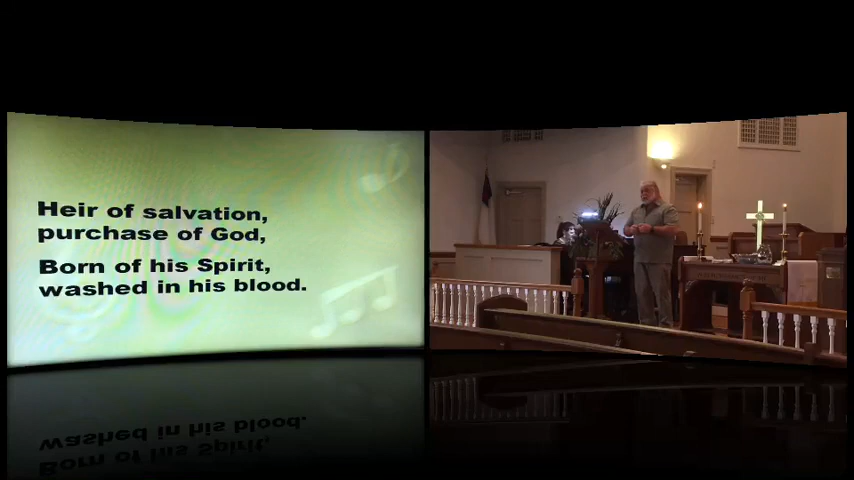 Heir of salvation,
purchase of God,
Born of his Spirit,
washed in his blood.